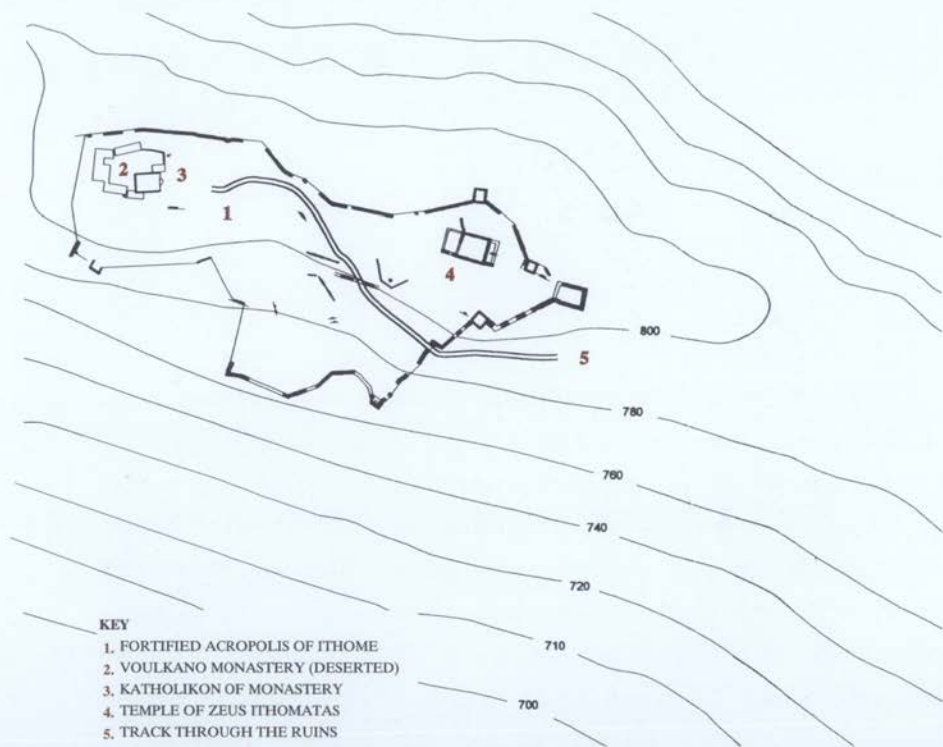 2
3
1
4
800
5
780
760
740
720
710
700
KEY
1. FORTIFIED ACROPOLIS OF ITHOME
2. VOULKANO MONASTERY (DESERTED)
3. KATHOLIKON OF MONASTERY
4. TEMPLE OF ZEUS ITHOMATAS
5. TRACK THROUGH THE RUINS